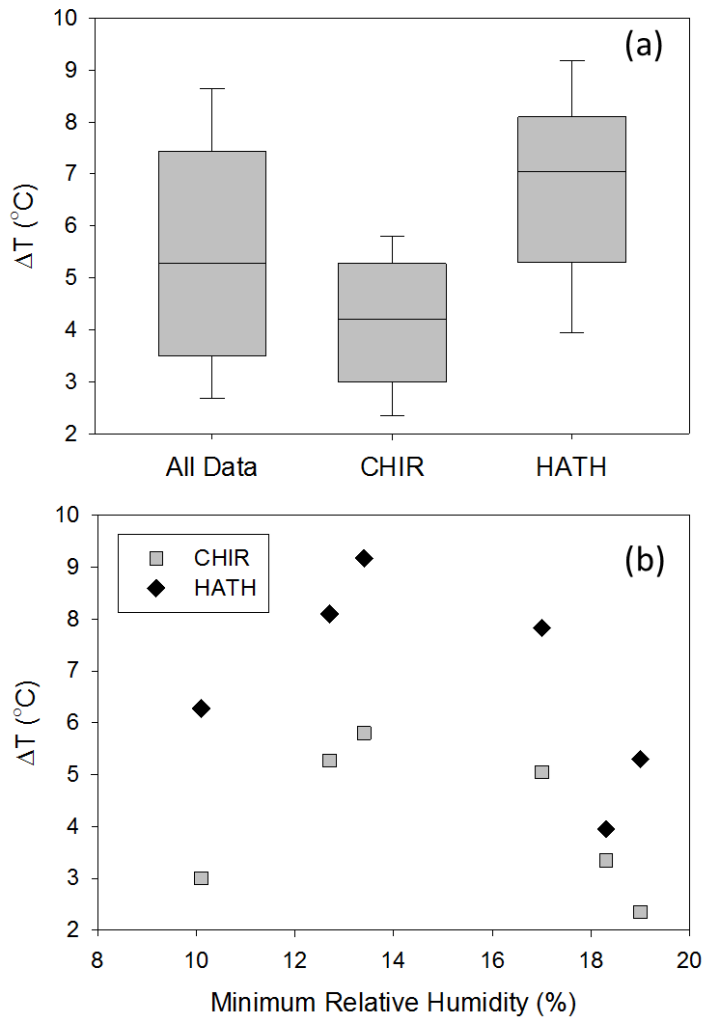 (a)
10
9
8
7
6
5
4
3
2
ΔT (°C)
All Data CHIR HATH
(b)
CHIR
HATH
10
9
8
7
6
5
4
3
2
ΔT (°C)
8 10 12 14 16 18 20
Minimum Relative Humidity (%)